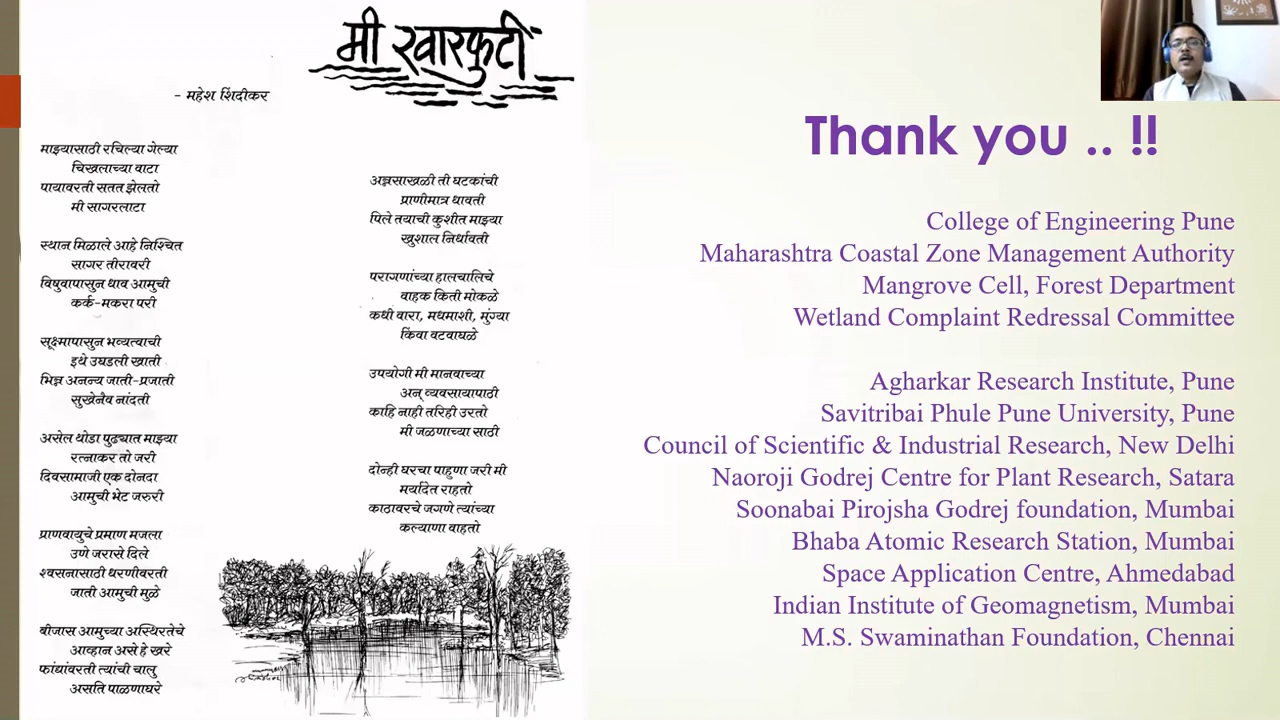 मी खारफुटी
- महेश शिंदीकर
माझ्यासाठी रचिल्या गेल्या
चिखलाच्या वाटा
पायावरती सतत झेलतो
मी सागरलाटा
स्थान मिळाले आहे निश्चित
सागर तीरावरी
विषुवापासुन धाव आमुची
कर्क-मकरा परी
सूक्ष्मापासुन भव्यत्वाची
इथे उघडली खाती
भिन्न अनन्य जाती-प्रजाती
सुखेनैव नांदती
असेल थोडा पुढ्यात माझ्या
रत्नाकर तो जरी
दिवसामाजी एक दोनदा
आमुची भेट जरुरी
प्राणवायुचे प्रमाण मजला
उणे जरासे दिले
श्वसनासाठी धरणीवरती
जाती आमुची मुळे
बीजास आमुच्या अस्थिरतेचे
आव्हान असे हे खरे
फांद्यांवरती त्यांची चालु
असति पाळणाघरे
अन्नसाखळी ती घटकांची
प्राणीमात्र धावती
पिले तयाची कुशीत माझ्या
खुशाल निर्धावती
परागणांच्या हालचालिचे
वाहक किती मोकळे
कधी वारा, मधमाशी, मुंग्या
किंवा वटवाघळे
उपयोगी मी मानवाच्या
अन् व्यवसायापाठी
काहि नाही तरिही उरतो
मी जळणाच्या साठी
दोन्ही घरचा पाहुणा जरी मी
मर्यादेत राहतो
काठावरचे जगणे त्यांच्या
कल्याणा वाहतो
Thank you .. !!
College of Engineering Pune
Maharashtra Coastal Zone Management Authority
Mangrove Cell, Forest Department
Wetland Complaint Redressal Committee
Agharkar Research Institute, Pune
Savitribai Phule Pune University, Pune
Council of Scientific & Industrial Research, New Delhi
Naoroji Godrej Centre for Plant Research, Satara
Soonabai Pirojsha Godrej foundation, Mumbai
Bhaba Atomic Research Station, Mumbai
Space Application Centre, Ahmedabad
Indian Institute of Geomagnetism, Mumbai
M.S. Swaminathan Foundation, Chennai